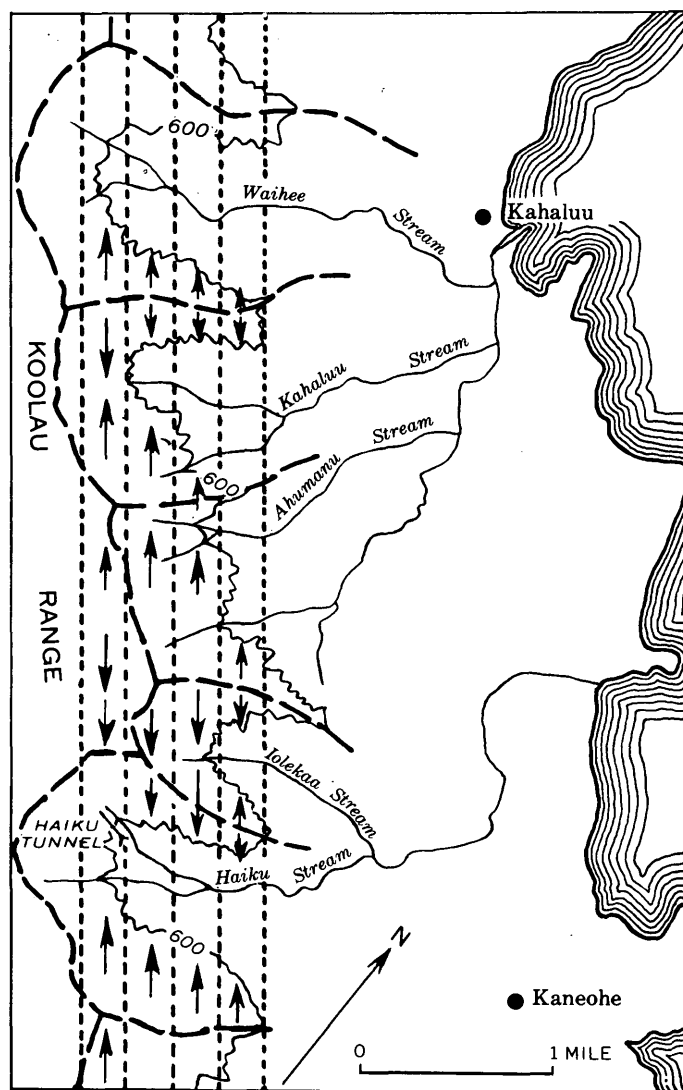 600
Waihee
Stream
Kahaluu
KOOLAU
RANGE
Kahaluu
Stream
600
Ahumanu
Stream
Iolekaa
Stream
HAIKU
TUNNEL
Haiku
Stream
600
N
Kaneohe
0
1 MILE